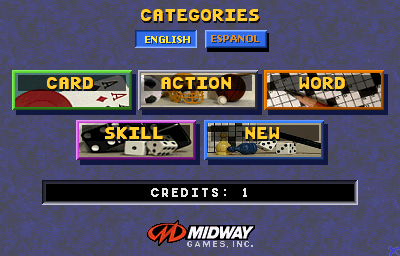 CATEGORIES
ENGLISH ESPANOL
CARD ACTION WORD
SKILL NEW
CREDITS: 1
MIDWAY
GAMES, INC.